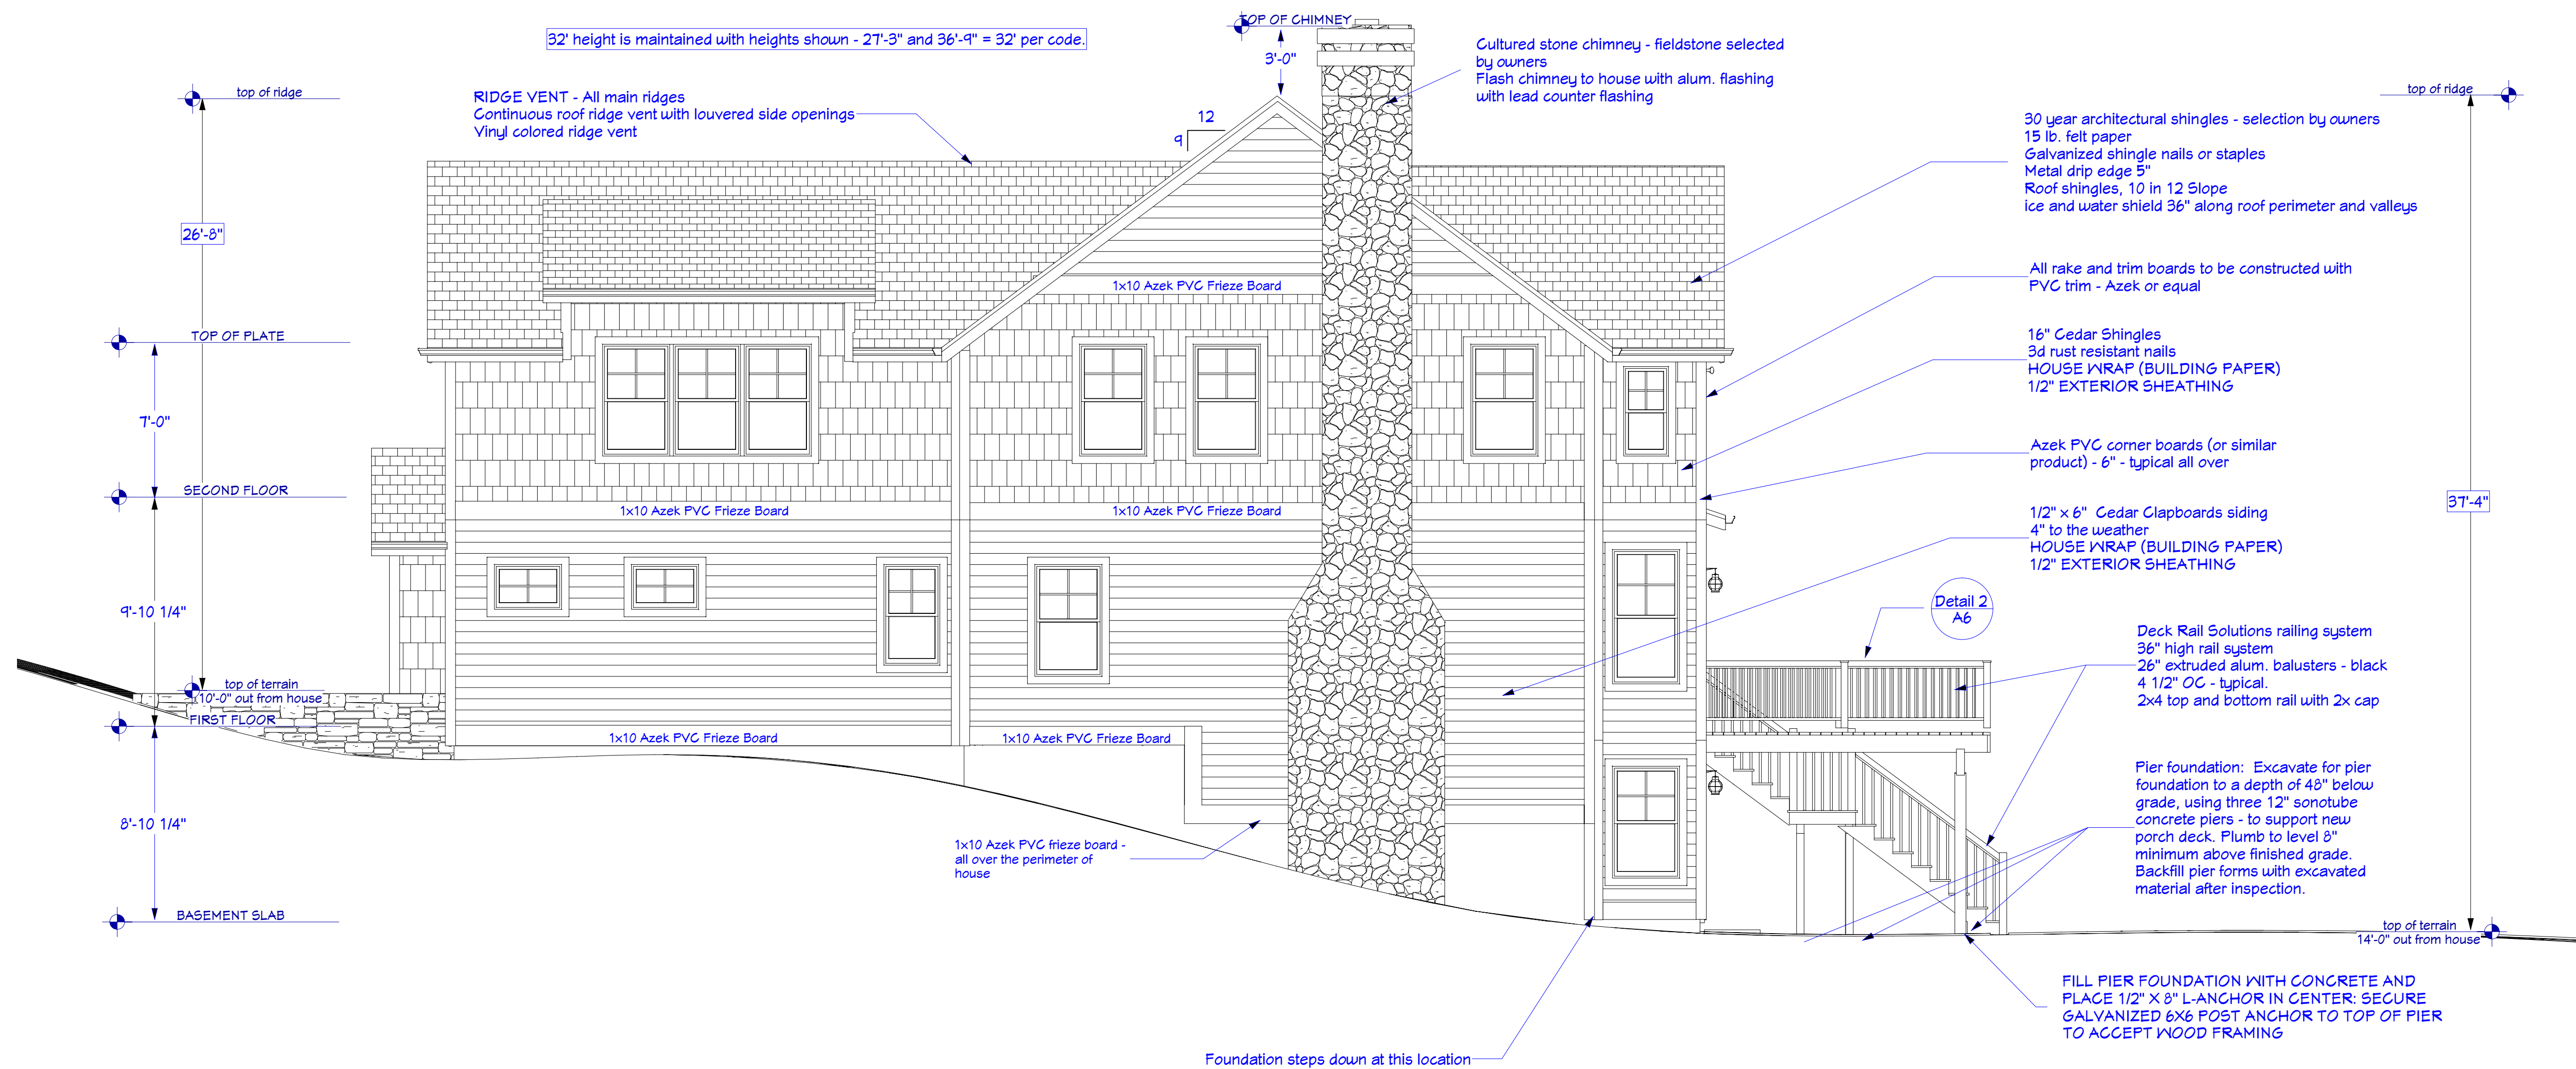 TOP OF CHIMNEY
32' height is maintained with heights shown - 27'-3" and 36'-9" = 32' per code.
3'-0"
Cultured stone chimney - fieldstone selected
by owners
Flash chimney to house with alum. flashing
with lead counter flashing
top of ridge
top of ridge
RIDGE VENT - All main ridges
Continuous roof ridge vent with louvered side openings
Vinyl colored ridge vent
12
9
30 year architectural shingles - selection by owners
15 lb. felt paper
Galvanized shingle nails or staples
Metal drip edge 5"
Roof shingles, 10 in 12 Slope
ice and water shield 36" along roof perimeter and valleys
26'-8"
All rake and trim boards to be constructed with
PVC trim - Azek or equal
1x10 Azek PVC Frieze Board
TOP OF PLATE
16" Cedar Shingles
3d rust resistant nails
HOUSE WRAP (BUILDING PAPER)
1/2" EXTERIOR SHEATHING
7'-0"
Azek PVC corner boards (or similar
product) - 6" - typical all over
SECOND FLOOR
37'-4"
1x10 Azek PVC Frieze Board
1x10 Azek PVC Frieze Board
1/2" x 6" Cedar Clapboards siding
4" to the weather
HOUSE WRAP (BUILDING PAPER)
1/2" EXTERIOR SHEATHING
9'-10 1/4"
Detail 2
A6
Deck Rail Solutions railing system
36" high rail system
26" extruded alum. balusters - black
4 1/2" OC - typical.
2x4 top and bottom rail with 2x cap
top of terrain
10'-0" out from house
FIRST FLOOR
1x10 Azek PVC Frieze Board
1x10 Azek PVC Frieze Board
Pier foundation: Excavate for pier
foundation to a depth of 48" below
grade, using three 12" sonotube
concrete piers - to support new
porch deck. Plumb to level 8"
minimum above finished grade.
Backfill pier forms with excavated
material after inspection.
8'-10 1/4"
1x10 Azek PVC frieze board -
all over the perimeter of
house
BASEMENT SLAB
top of terrain
14'-0" out from house
FILL PIER FOUNDATION WITH CONCRETE AND
PLACE 1/2" X 8" L-ANCHOR IN CENTER: SECURE
GALVANIZED 6X6 POST ANCHOR TO TOP OF PIER
TO ACCEPT WOOD FRAMING
Foundation steps down at this location